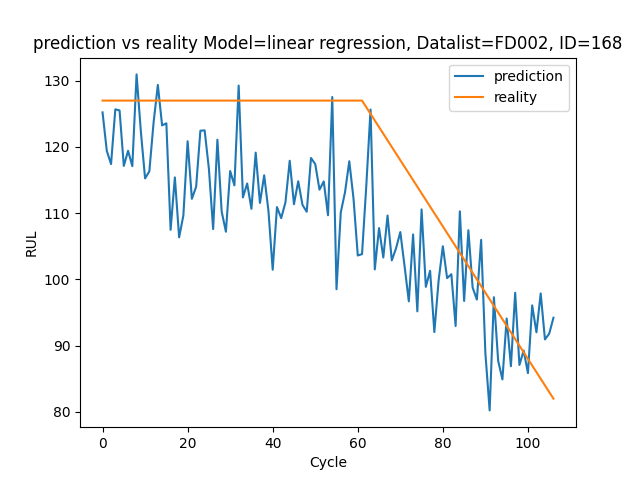 prediction vs reality Model=linear regression, Datalist=FD002, ID=168
prediction
reality
RUL
130
120
110
100
90
80
0 20 40 60 80 100
Cycle